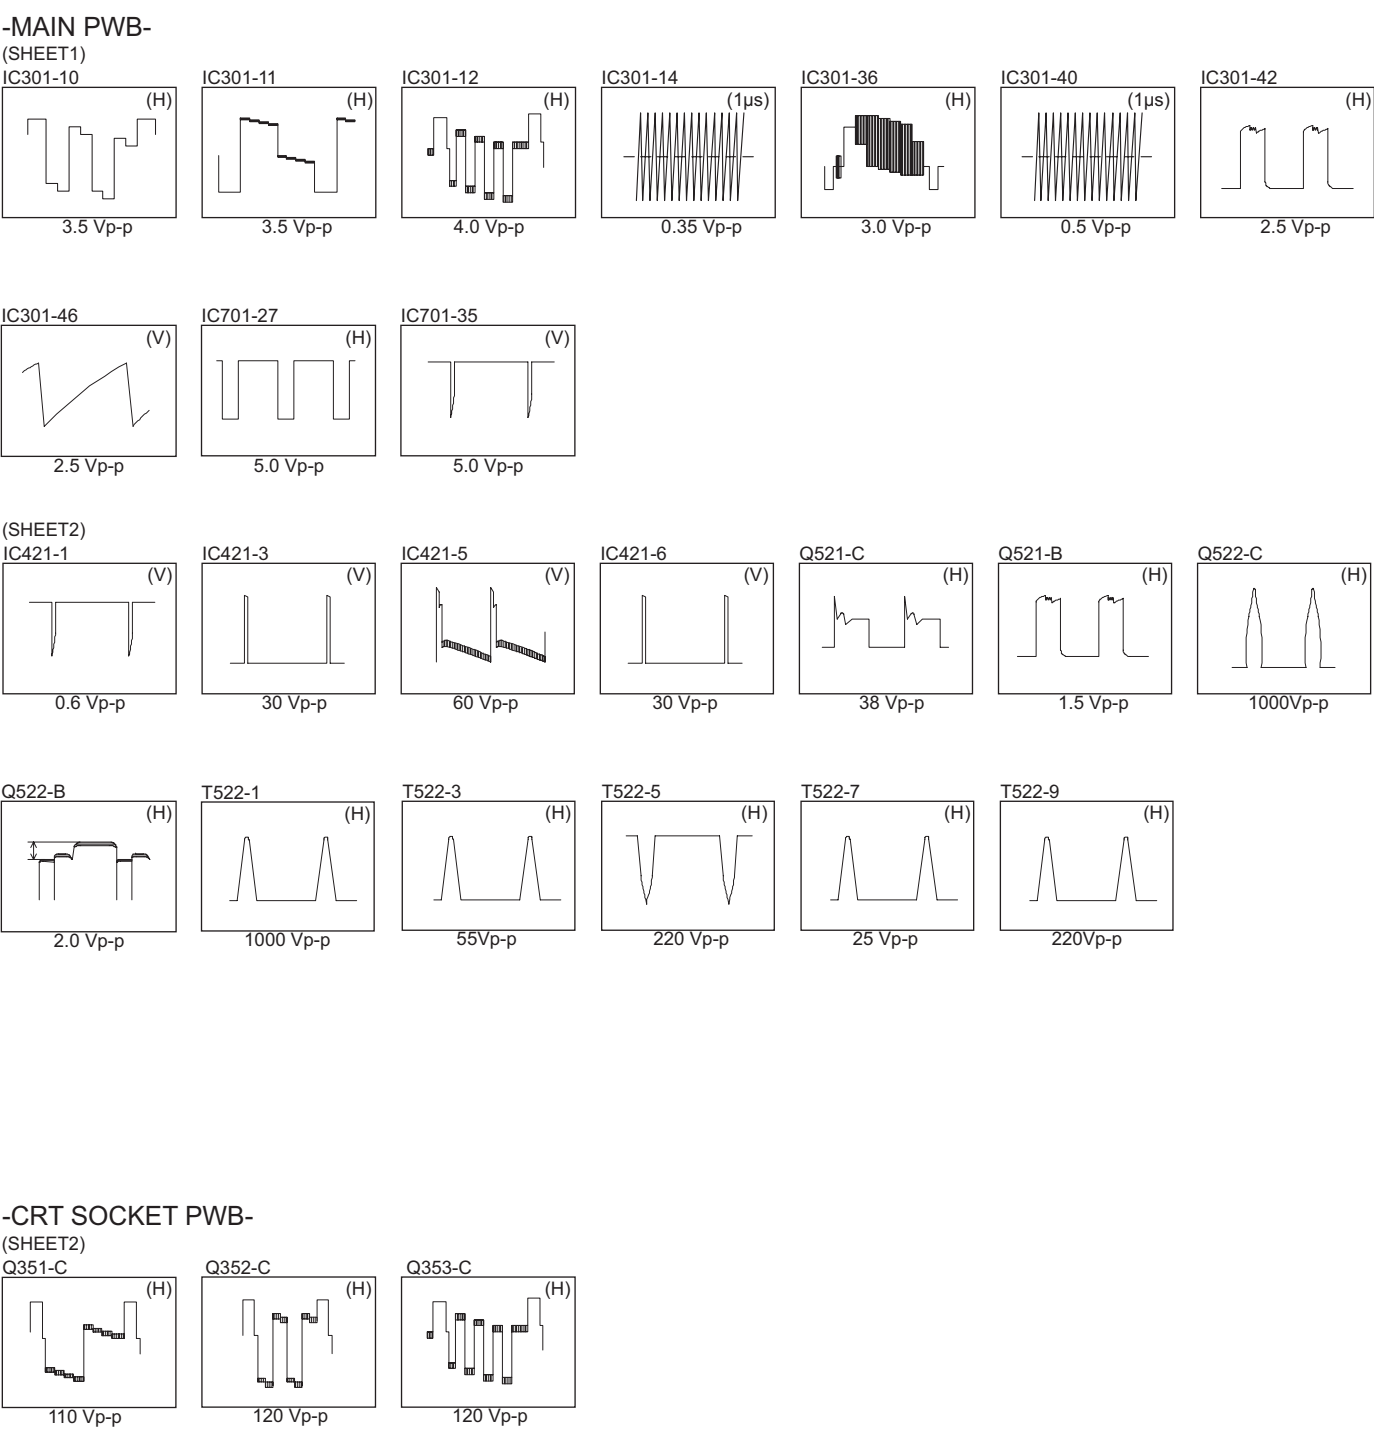 -MAIN PWB-
(SHEET1)
IC301-10 IC301-11 IC301-12 IC301-14 IC301-36 IC301-40 IC301-42
(H) (H) (H) (1µs) (H) (1µs) (H)
3.5 Vp-p 3.5 Vp-p 4.0 Vp-p 0.35 Vp-p 3.0 Vp-p 0.5 Vp-p 2.5 Vp-p
IC301-46 IC701-27 IC701-35
(V) (H) (V)
2.5 Vp-p 5.0 Vp-p 5.0 Vp-p
(SHEET2)
IC421-1 IC421-3 IC421-5 IC421-6 Q521-C Q521-B Q522-C
(V) (V) (V) (V) (H) (H) (H)
0.6 Vp-p 30 Vp-p 60 Vp-p 30 Vp-p 38 Vp-p 1.5 Vp-p 1000Vp-p
Q522-B T522-1 T522-3 T522-5 T522-7 T522-9
(H) (H) (H) (H) (H) (H)
2.0 Vp-p 1000 Vp-p 55Vp-p 220 Vp-p 25 Vp-p 220Vp-p
-CRT SOCKET PWB-
(SHEET2)
Q351-C Q352-C Q353-C
(H) (H) (H)
110 Vp-p 120 Vp-p 120 Vp-p